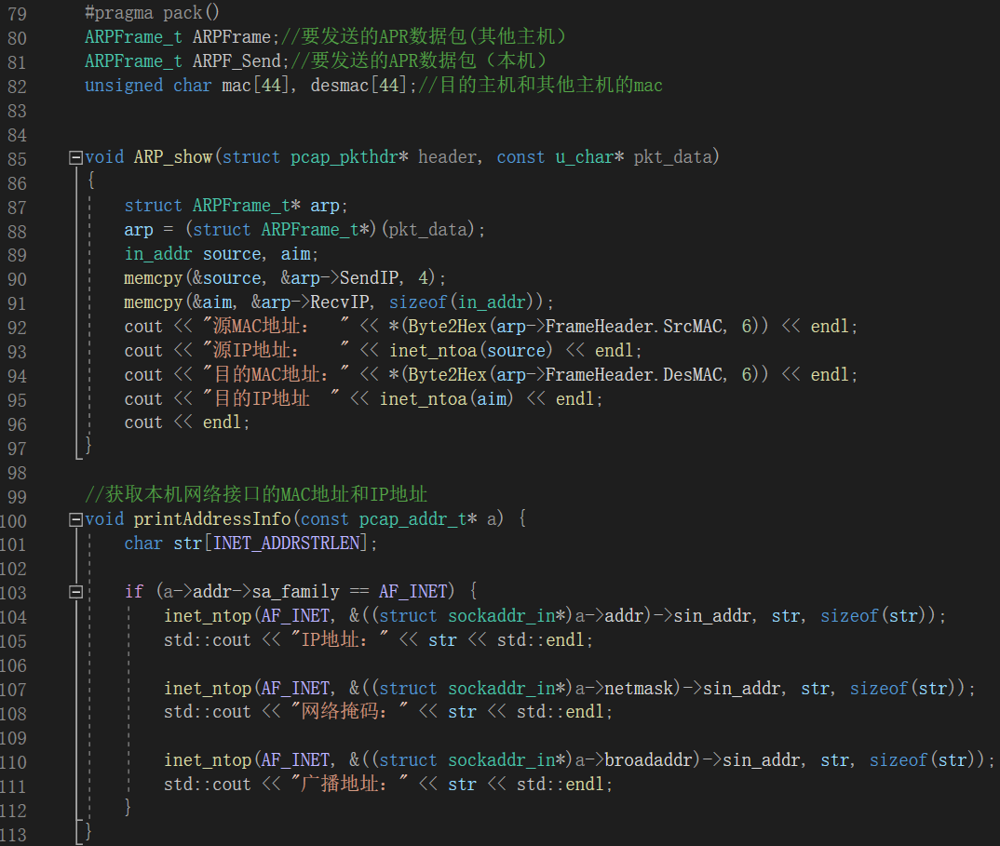 79 #pragma pack()
80 ARPFrame_t ARPFrame;//要发送的APR数据包(其他主机）
81 ARPFrame_t ARPF_Send;//要发送的APR数据包（本机）
82 unsigned char mac[44], desmac[44];//目的主机和其他主机的mac
83
84
85 void ARP_show(struct pcap_pkthdr* header, const u_char* pkt_data)
86 {
87     struct ARPFrame_t* arp;
88     arp = (struct ARPFrame_t*)(pkt_data);
89     in_addr source, aim;
90     memcpy(&source, &arp->SendIP, 4);
91     memcpy(&aim, &arp->RecvIP, sizeof(in_addr));
92     cout << "源MAC地址：  " << *(Byte2Hex(arp->FrameHeader.SrcMAC, 6)) << endl;
93     cout << "源IP地址：   " << inet_ntoa(source) << endl;
94     cout << "目的MAC地址：" << *(Byte2Hex(arp->FrameHeader.DesMAC, 6)) << endl;
95     cout << "目的IP地址  " << inet_ntoa(aim) << endl;
96     cout << endl;
97 }
98
99 //获取本机网络接口的MAC地址和IP地址
100 void printAddressInfo(const pcap_addr_t* a) {
101     char str[INET_ADDRSTRLEN];
102
103     if (a->addr->sa_family == AF_INET) {
104         inet_ntop(AF_INET, &((struct sockaddr_in*)a->addr)->sin_addr, str, sizeof(str));
105         std::cout << "IP地址：" << str << std::endl;
106
107         inet_ntop(AF_INET, &((struct sockaddr_in*)a->netmask)->sin_addr, str, sizeof(str));
108         std::cout << "网络掩码：" << str << std::endl;
109
110         inet_ntop(AF_INET, &((struct sockaddr_in*)a->broadaddr)->sin_addr, str, sizeof(str));
111         std::cout << "广播地址：" << str << std::endl;
112     }
113 }